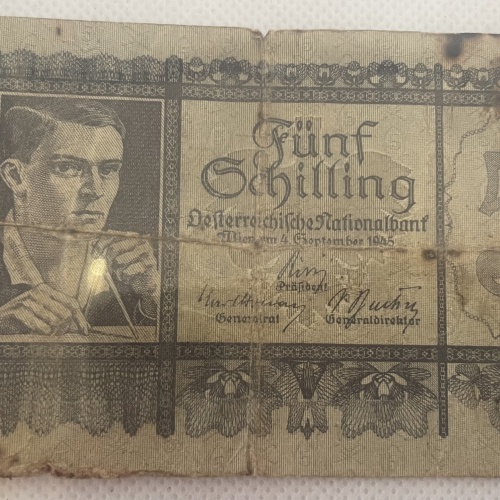 Fünf
Schilling
Oesterreichische Nationalbank
Wien, am 4. September 1945
Präsident
Generalrat Generaldirektor